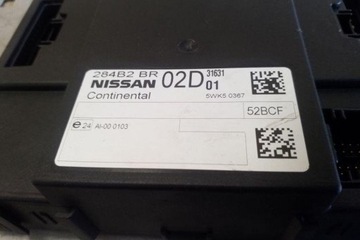 284B2 BR
NISSAN 02D 31631 01
Continental 5WK5 0367
52BCF
e24 AI-00 0103